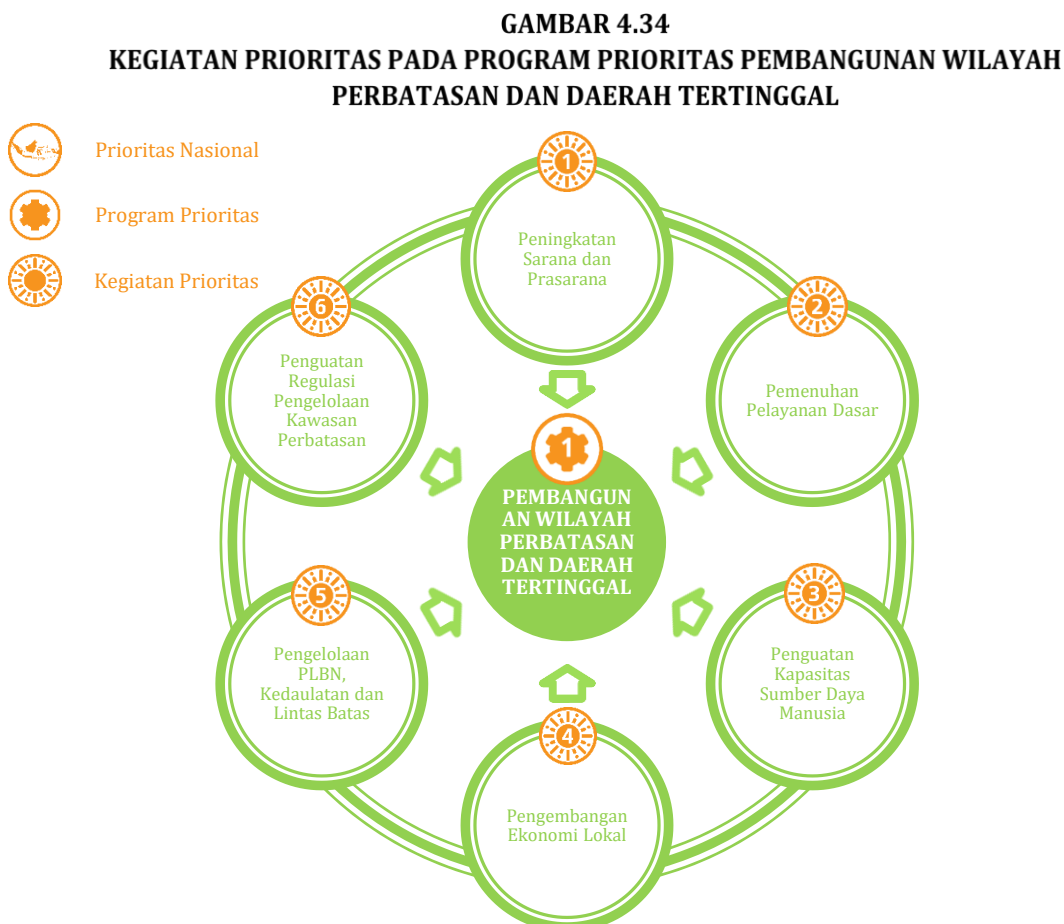 GAMBAR 4.34
KEGIATAN PRIORITAS PADA PROGRAM PRIORITAS PEMBANGUNAN WILAYAH
PERBATASAN DAN DAERAH TERTINGGAL
Prioritas Nasional
Program Prioritas
Kegiatan Prioritas
1
Peningkatan
Sarana dan
Prasarana
2
Pemenuhan
Pelayanan Dasar
3
Penguatan
Kapasitas
Sumber Daya
Manusia
4
Pengembangan
Ekonomi Lokal
5
Pengelolaan
PLBN,
Kedaulatan dan
Lintas Batas
6
Penguatan
Regulasi
Pengelolaan
Kawasan
Perbatasan
1
PEMBANGUN
AN WILAYAH
PERBATASAN
DAN DAERAH
TERTINGGAL